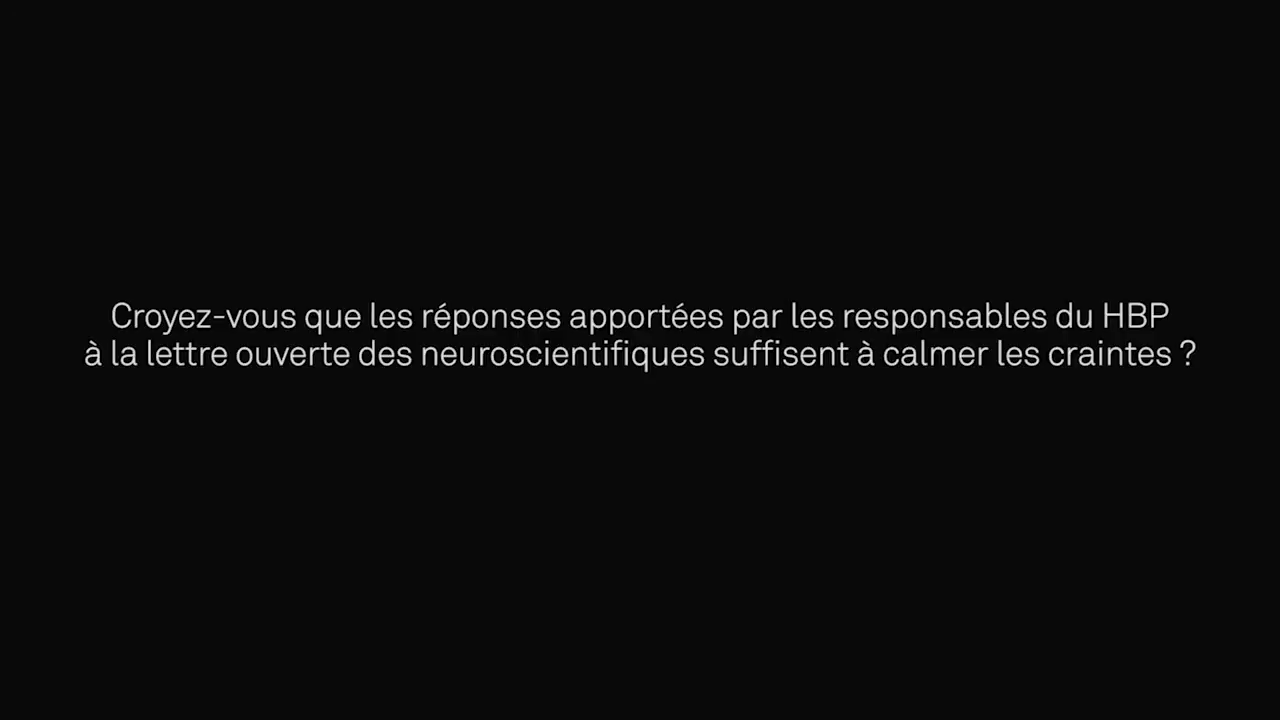 Croyez-vous que les réponses apportées par les responsables du HBP
à la lettre ouverte des neuroscientifiques suffisent à calmer les craintes ?